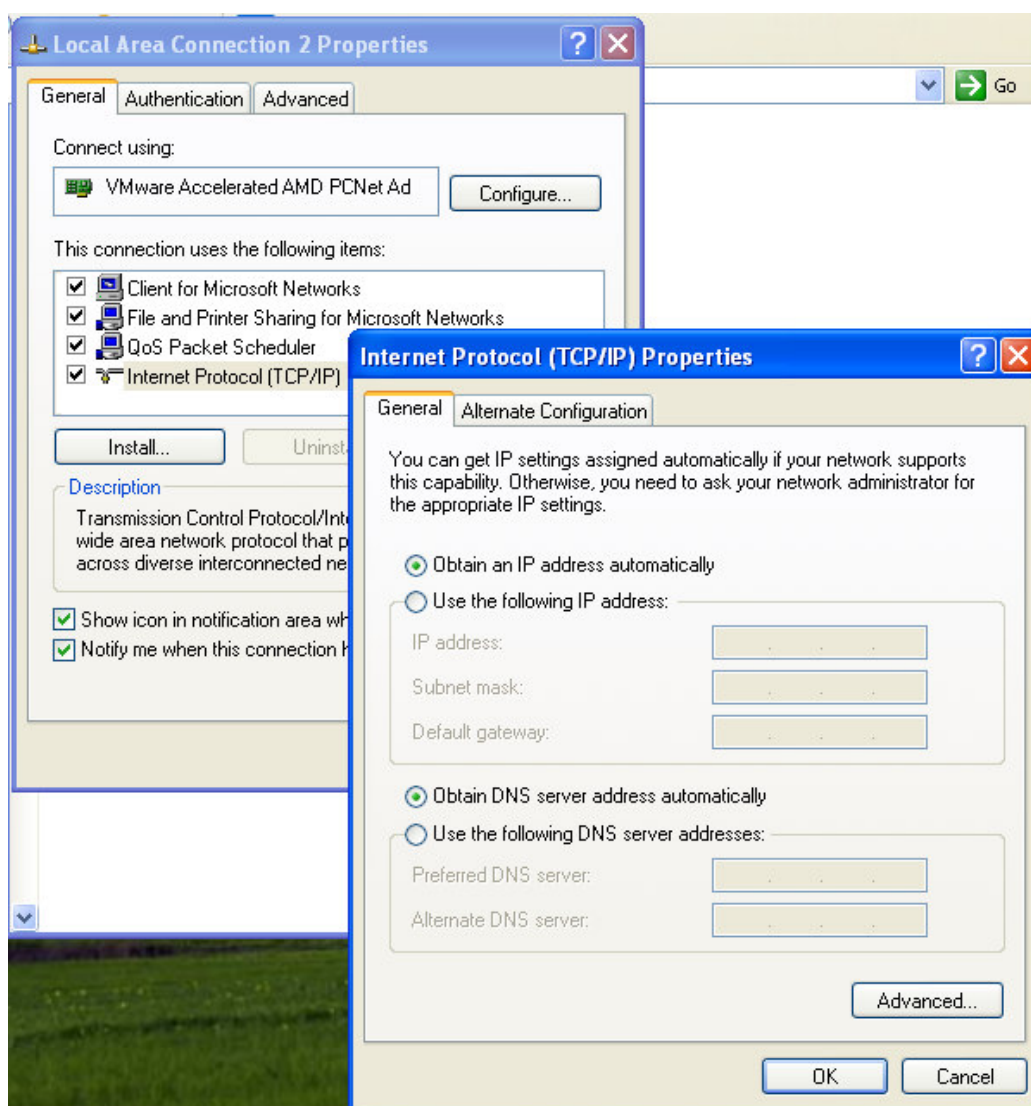 Local Area Connection 2 Properties
General
Authentication
Advanced
Go
Connect using:
VMware Accelerated AMD PCNet Ad
Configure...
This connection uses the following items:
Client for Microsoft Networks
File and Printer Sharing for Microsoft Networks
QoS Packet Scheduler
Internet Protocol (TCP/IP)
Install...
Description
Transmission Control Protocol/
wide area network protocol that
across diverse interconnected
Show icon in notification area
Notify me when this connection
Internet Protocol (TCP/IP) Properties
General
Alternate Configuration
You can get IP settings assigned automatically if your network supports
this capability. Otherwise, you need to ask your network administrator for
the appropriate IP settings.
Obtain an IP address automatically
Use the following IP address:
IP address:
Subnet mask:
Default gateway:
Obtain DNS server address automatically
Use the following DNS server addresses:
Preferred DNS server:
Alternate DNS server:
Advanced...
OK
Cancel